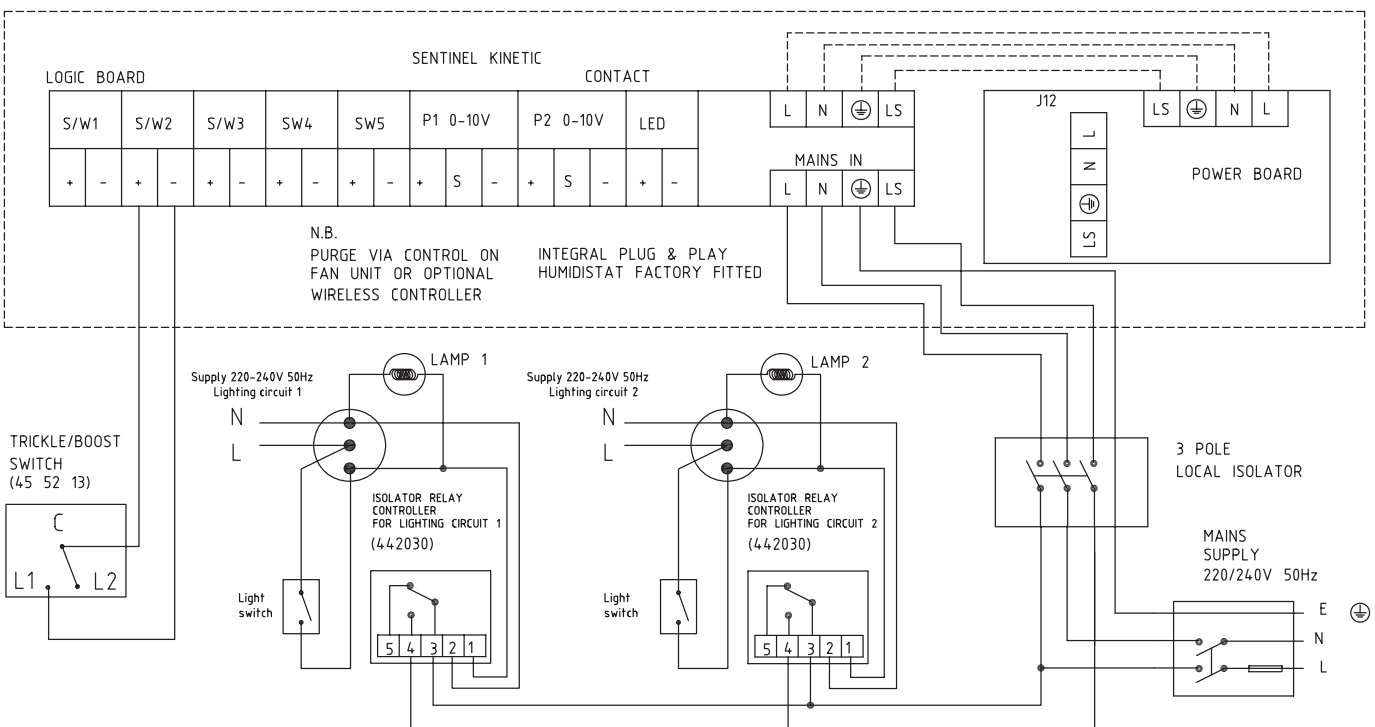 SENTINEL KINETIC
LOGIC BOARD
CONTACT
S/W1 S/W2 S/W3 SW4 SW5 P1 0-10V P2 0-10V LED
+ - + - + - + - + - + S - + S - + -
L N LS
MAINS IN
L N LS
J12
LS N L
L
N
LS
POWER BOARD
N.B.
PURGE VIA CONTROL ON
FAN UNIT OR OPTIONAL
WIRELESS CONTROLLER
INTEGRAL PLUG & PLAY
HUMIDISTAT FACTORY FITTED
TRICKLE/BOOST
SWITCH
(45 52 13)
C
L1 L2
Supply 220-240V 50Hz
Lighting circuit 1
N
L
LAMP 1
Light
switch
ISOLATOR RELAY
CONTROLLER
FOR LIGHTING CIRCUIT 1
(442030)
5 4 3 2 1
Supply 220-240V 50Hz
Lighting circuit 2
N
L
LAMP 2
Light
switch
ISOLATOR RELAY
CONTROLLER
FOR LIGHTING CIRCUIT 2
(442030)
5 4 3 2 1
3 POLE
LOCAL ISOLATOR
MAINS
SUPPLY
220/240V 50Hz
E
N
L